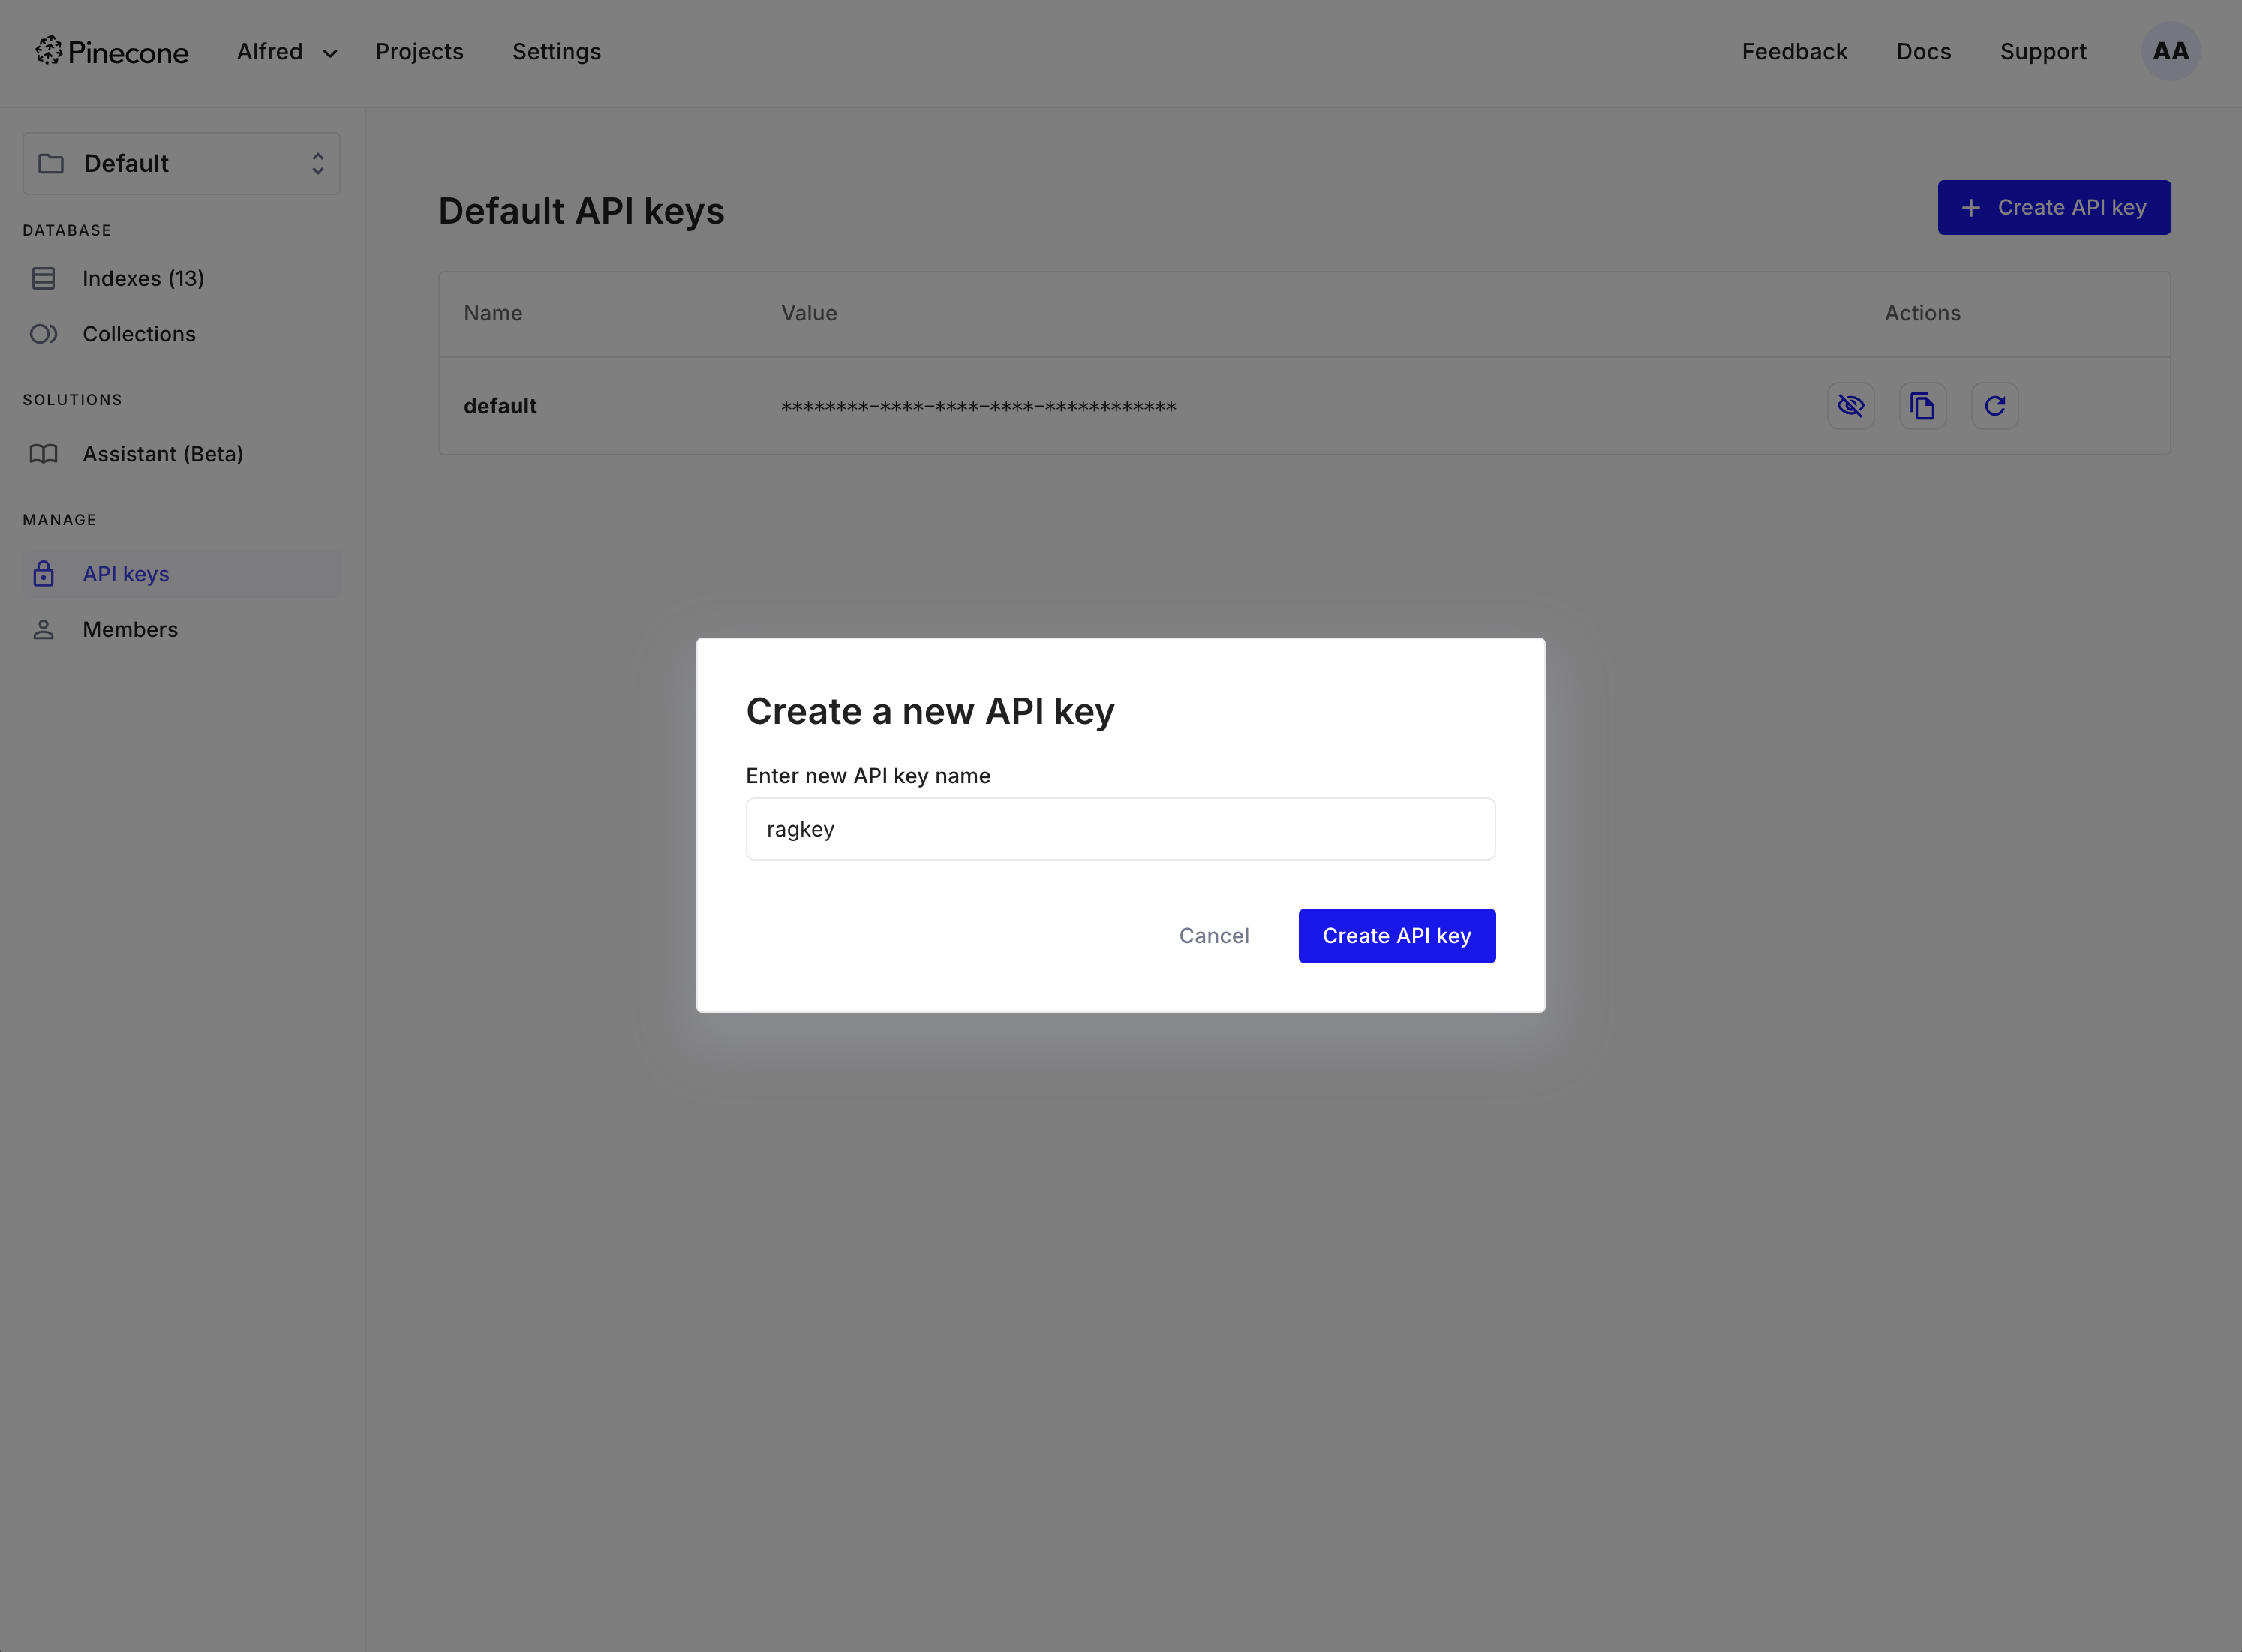 Pinecone Alfred Projects Settings Feedback Docs Support AA
Default
DATABASE
Indexes (13)
Collections
SOLUTIONS
Assistant (Beta)
MANAGE
API keys
Members
Default API keys
+ Create API key
Name Value Actions
default ********-****-****-****-************
Create a new API key
Enter new API key name
ragkey
Cancel Create API key